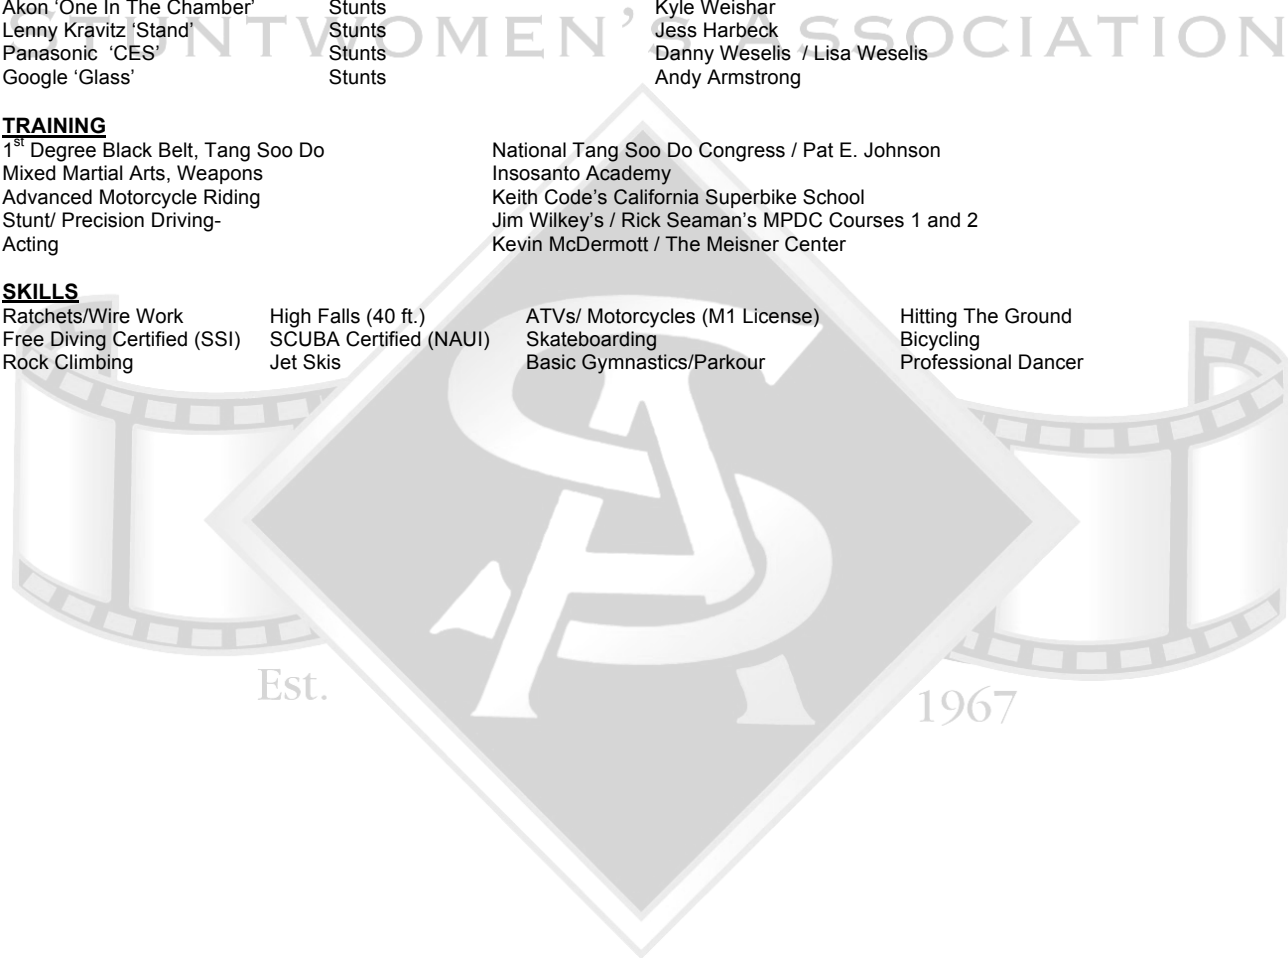 STUNTWOMEN'S ASSOCIATION
Akon ‘One In The Chamber’ Stunts Kyle Weishar
Lenny Kravitz ‘Stand’ Stunts Jess Harbeck
Panasonic ‘CES’ Stunts Danny Weselis / Lisa Weselis
Google ‘Glass’ Stunts Andy Armstrong
TRAINING
1st Degree Black Belt, Tang Soo Do National Tang Soo Do Congress / Pat E. Johnson
Mixed Martial Arts, Weapons Insosanto Academy
Advanced Motorcycle Riding Keith Code’s California Superbike School
Stunt/ Precision Driving- Jim Wilkey’s / Rick Seaman’s MPDC Courses 1 and 2
Acting Kevin McDermott / The Meisner Center
SKILLS
Ratchets/Wire Work High Falls (40 ft.) ATVs/ Motorcycles (M1 License) Hitting The Ground
Free Diving Certified (SSI) SCUBA Certified (NAUI) Skateboarding Bicycling
Rock Climbing Jet Skis Basic Gymnastics/Parkour Professional Dancer
SA
Est.
1967